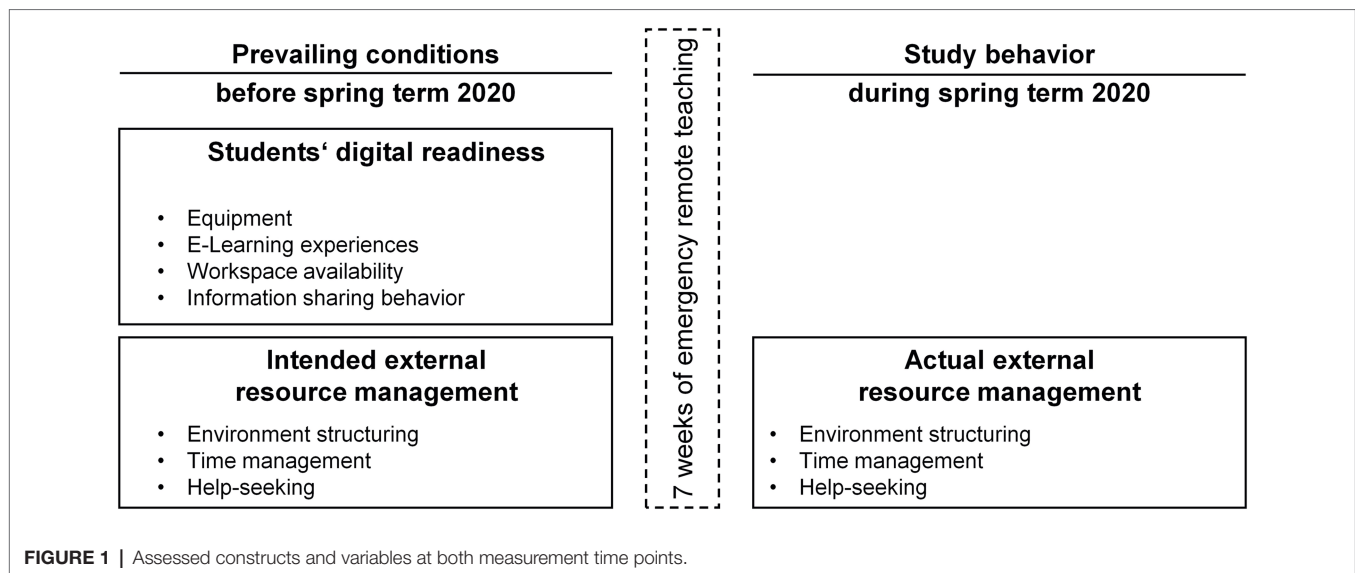 Prevailing conditions
before spring term 2020
Students‘ digital readiness
• Equipment
• E-Learning experiences
• Workspace availability
• Information sharing behavior
Intended external
resource management
• Environment structuring
• Time management
• Help-seeking
7 weeks of emergency remote teaching
Study behavior
during spring term 2020
Actual external
resource management
• Environment structuring
• Time management
• Help-seeking
FIGURE 1 | Assessed constructs and variables at both measurement time points.